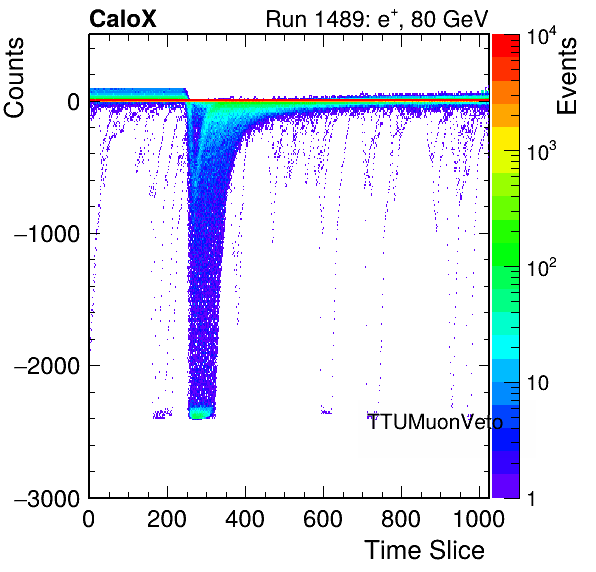 CaloX Run 1489: e⁺, 80 GeV
Counts
Events
0
−1000
−2000
−3000
10⁴
10³
10²
10
1
TTUMuonVeto
0 200 400 600 800 1000
Time Slice